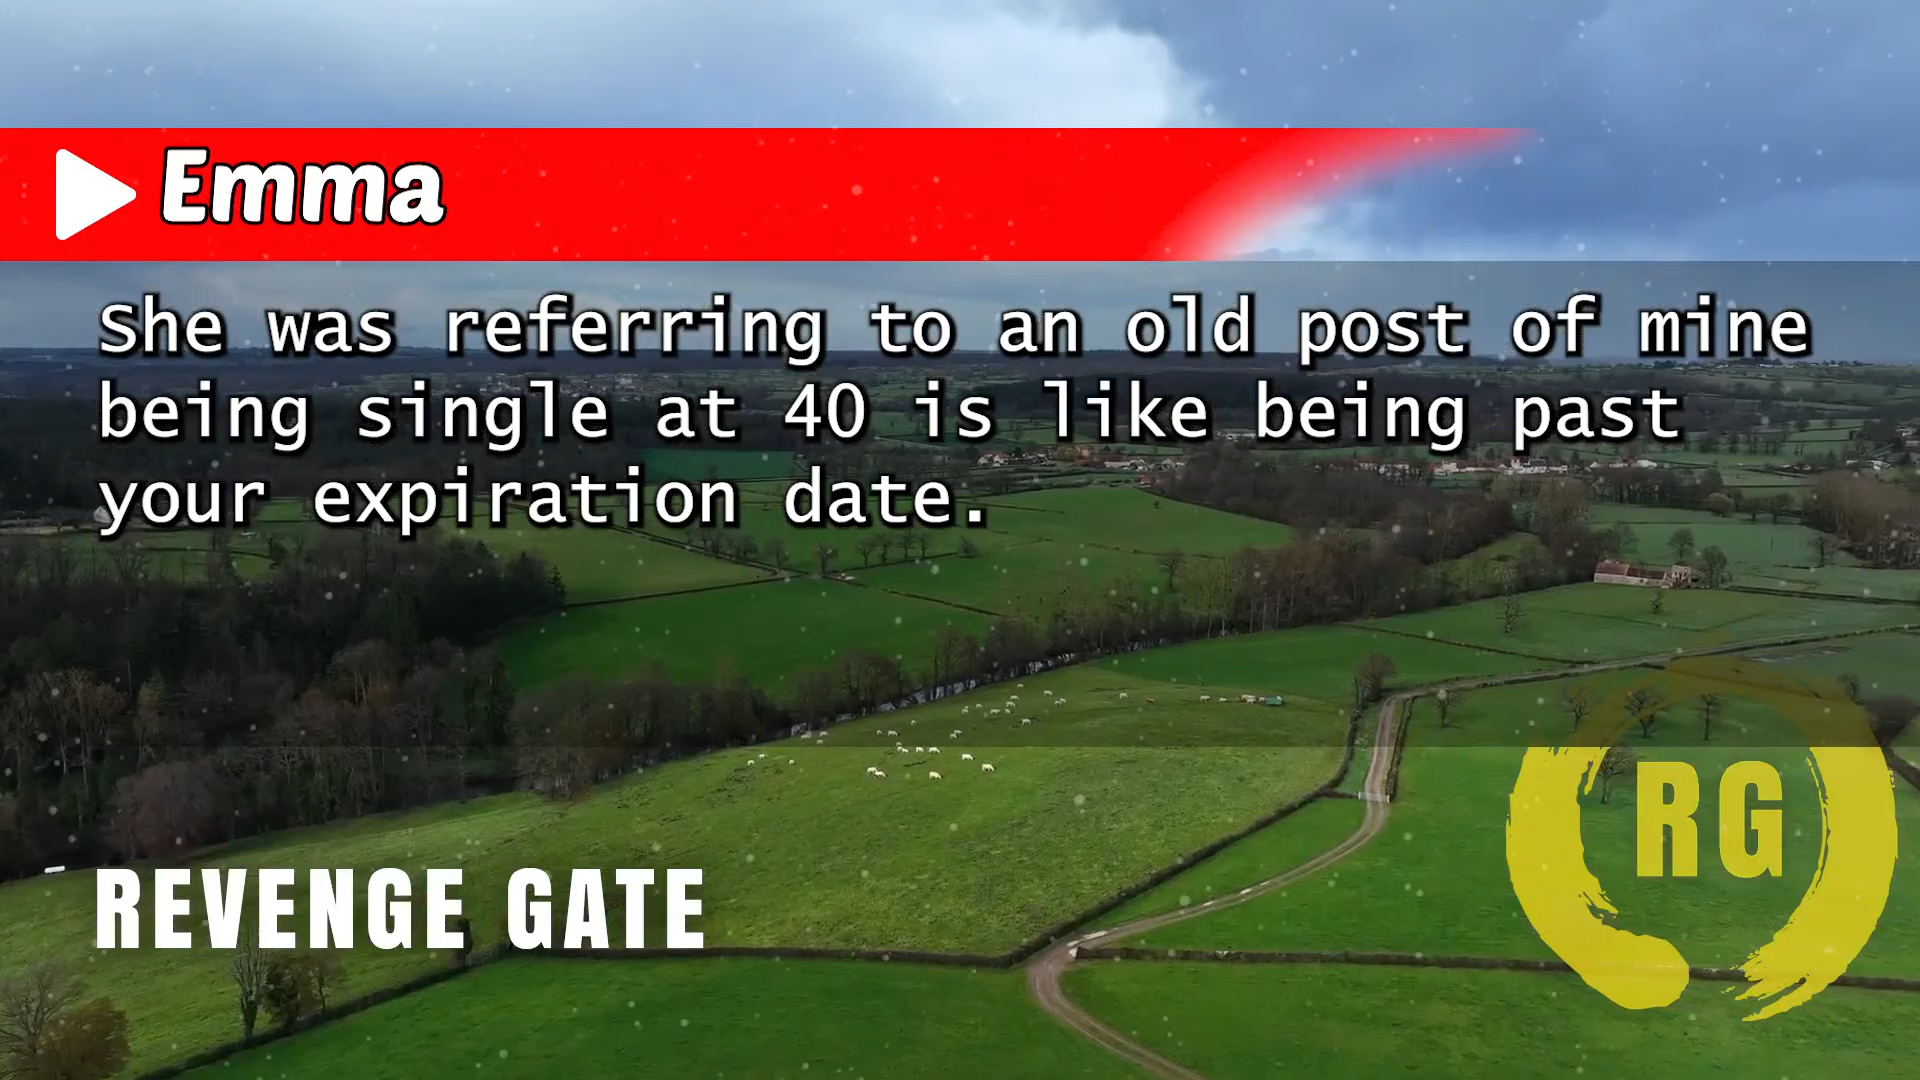 Emma
She was referring to an old post of mine
being single at 40 is like being past
your expiration date.
RG
REVENGE GATE